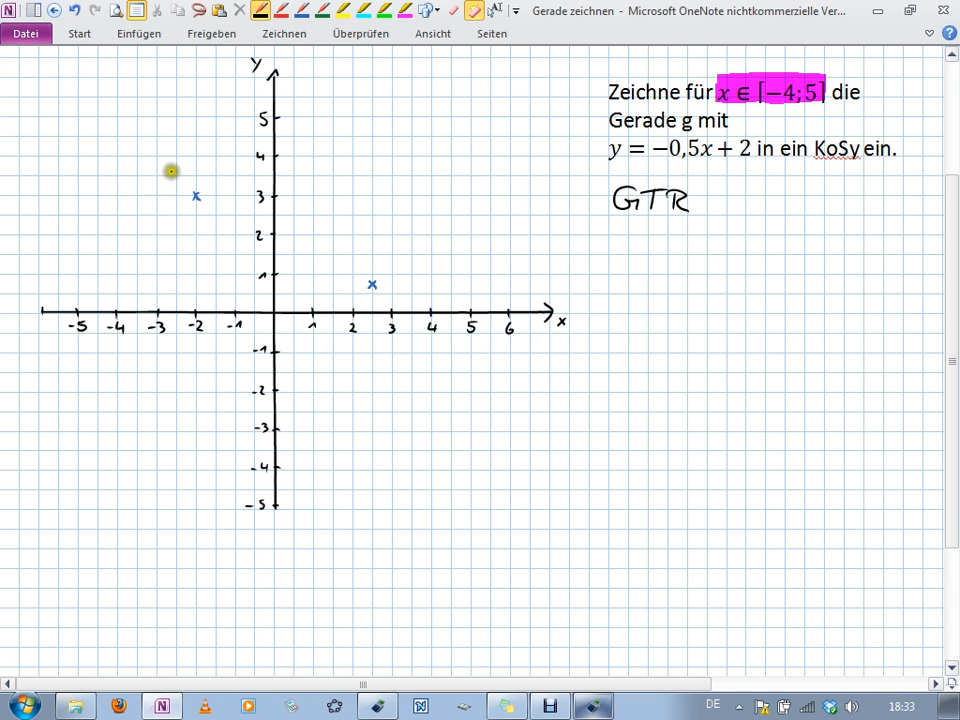 Gerade zeichnen - Microsoft OneNote nichtkommerzielle Ver...
Datei Start Einfügen Freigeben Zeichnen Überprüfen Ansicht Seiten
Zeichne für x ∈ [−4;5] die
Gerade g mit
y = −0,5x + 2 in ein KoSy ein.
GTR
y
5
4
3
2
1
-5 -4 -3 -2 -1 1 2 3 4 5 6 x
-1
-2
-3
-4
-5
DE 18:33